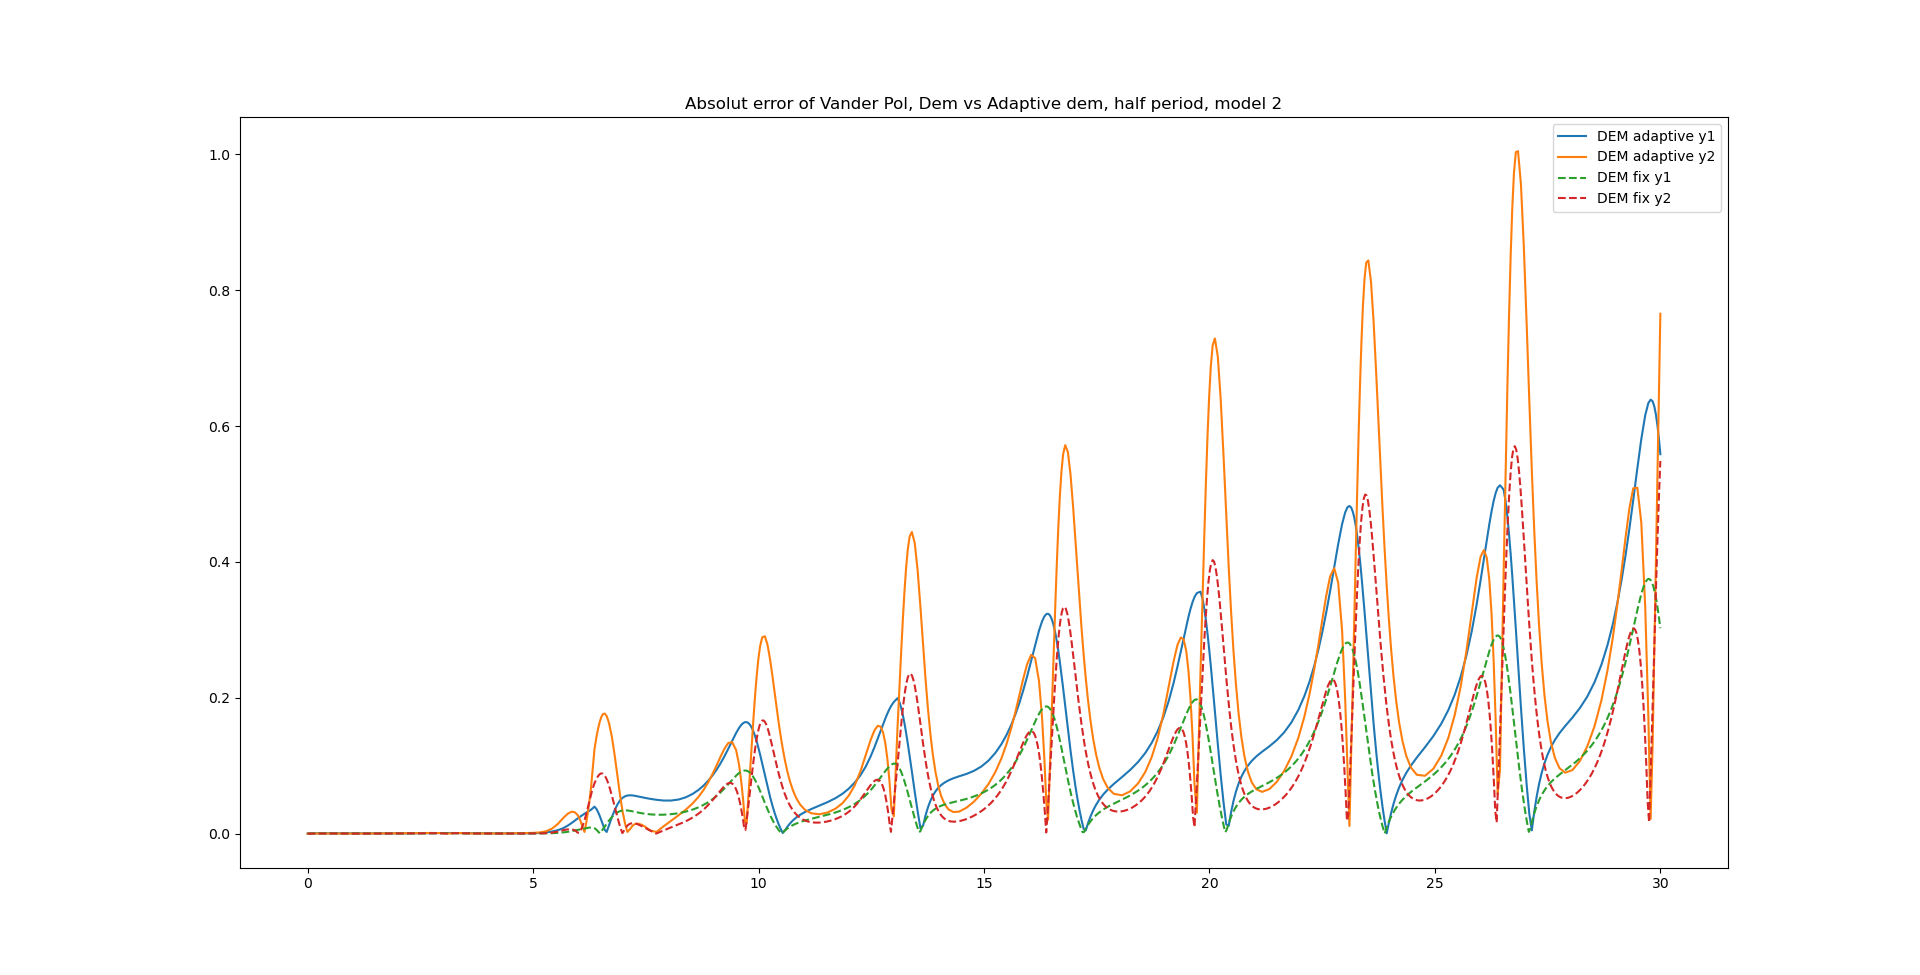 Absolut error of Vander Pol, Dem vs Adaptive dem, half period, model 2
DEM adaptive y1
DEM adaptive y2
DEM fix y1
DEM fix y2
1.0
0.8
0.6
0.4
0.2
0.0
0 5 10 15 20 25 30